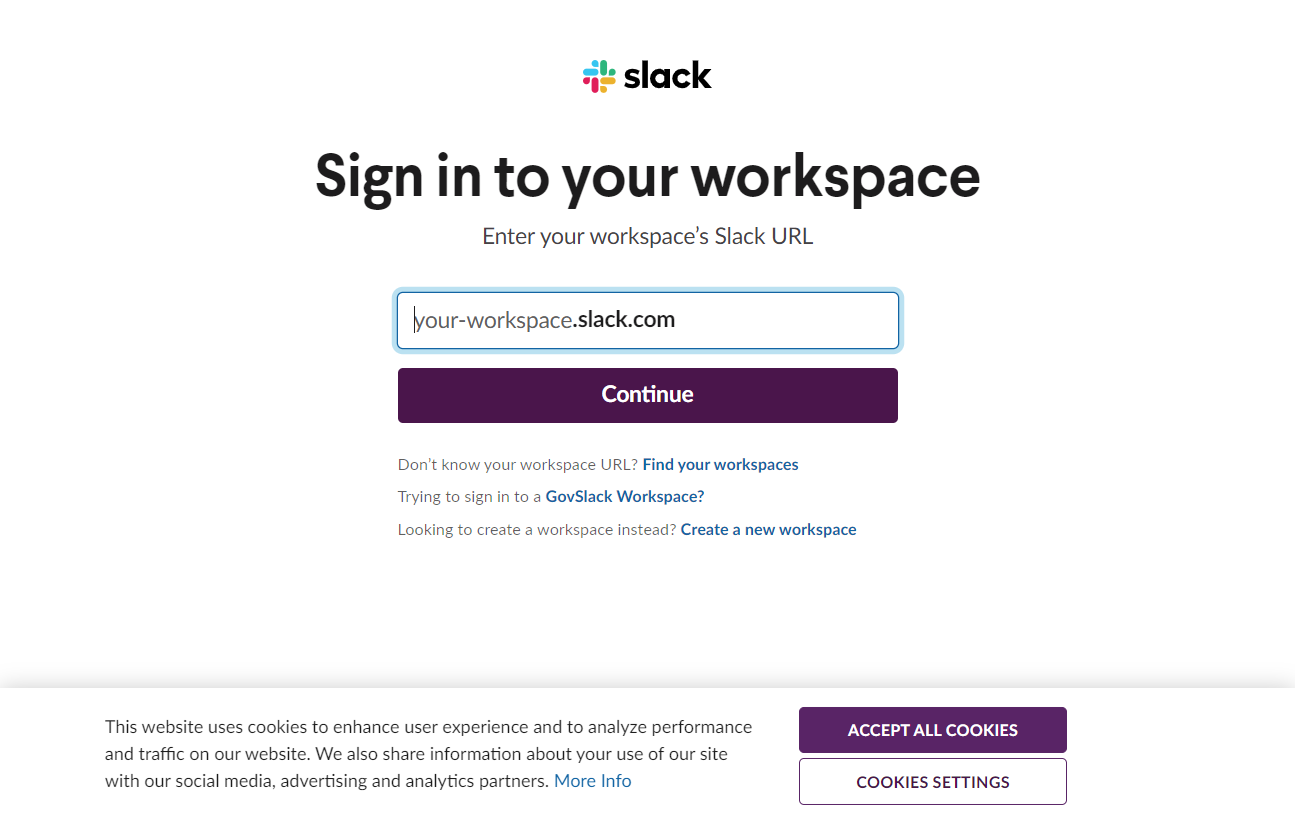 slack
Sign in to your workspace
Enter your workspace’s Slack URL
your-workspace.slack.com
Continue
Don’t know your workspace URL? Find your workspaces
Trying to sign in to a GovSlack Workspace?
Looking to create a workspace instead? Create a new workspace
This website uses cookies to enhance user experience and to analyze performance
and traffic on our website. We also share information about your use of our site
with our social media, advertising and analytics partners. More Info
ACCEPT ALL COOKIES
COOKIES SETTINGS